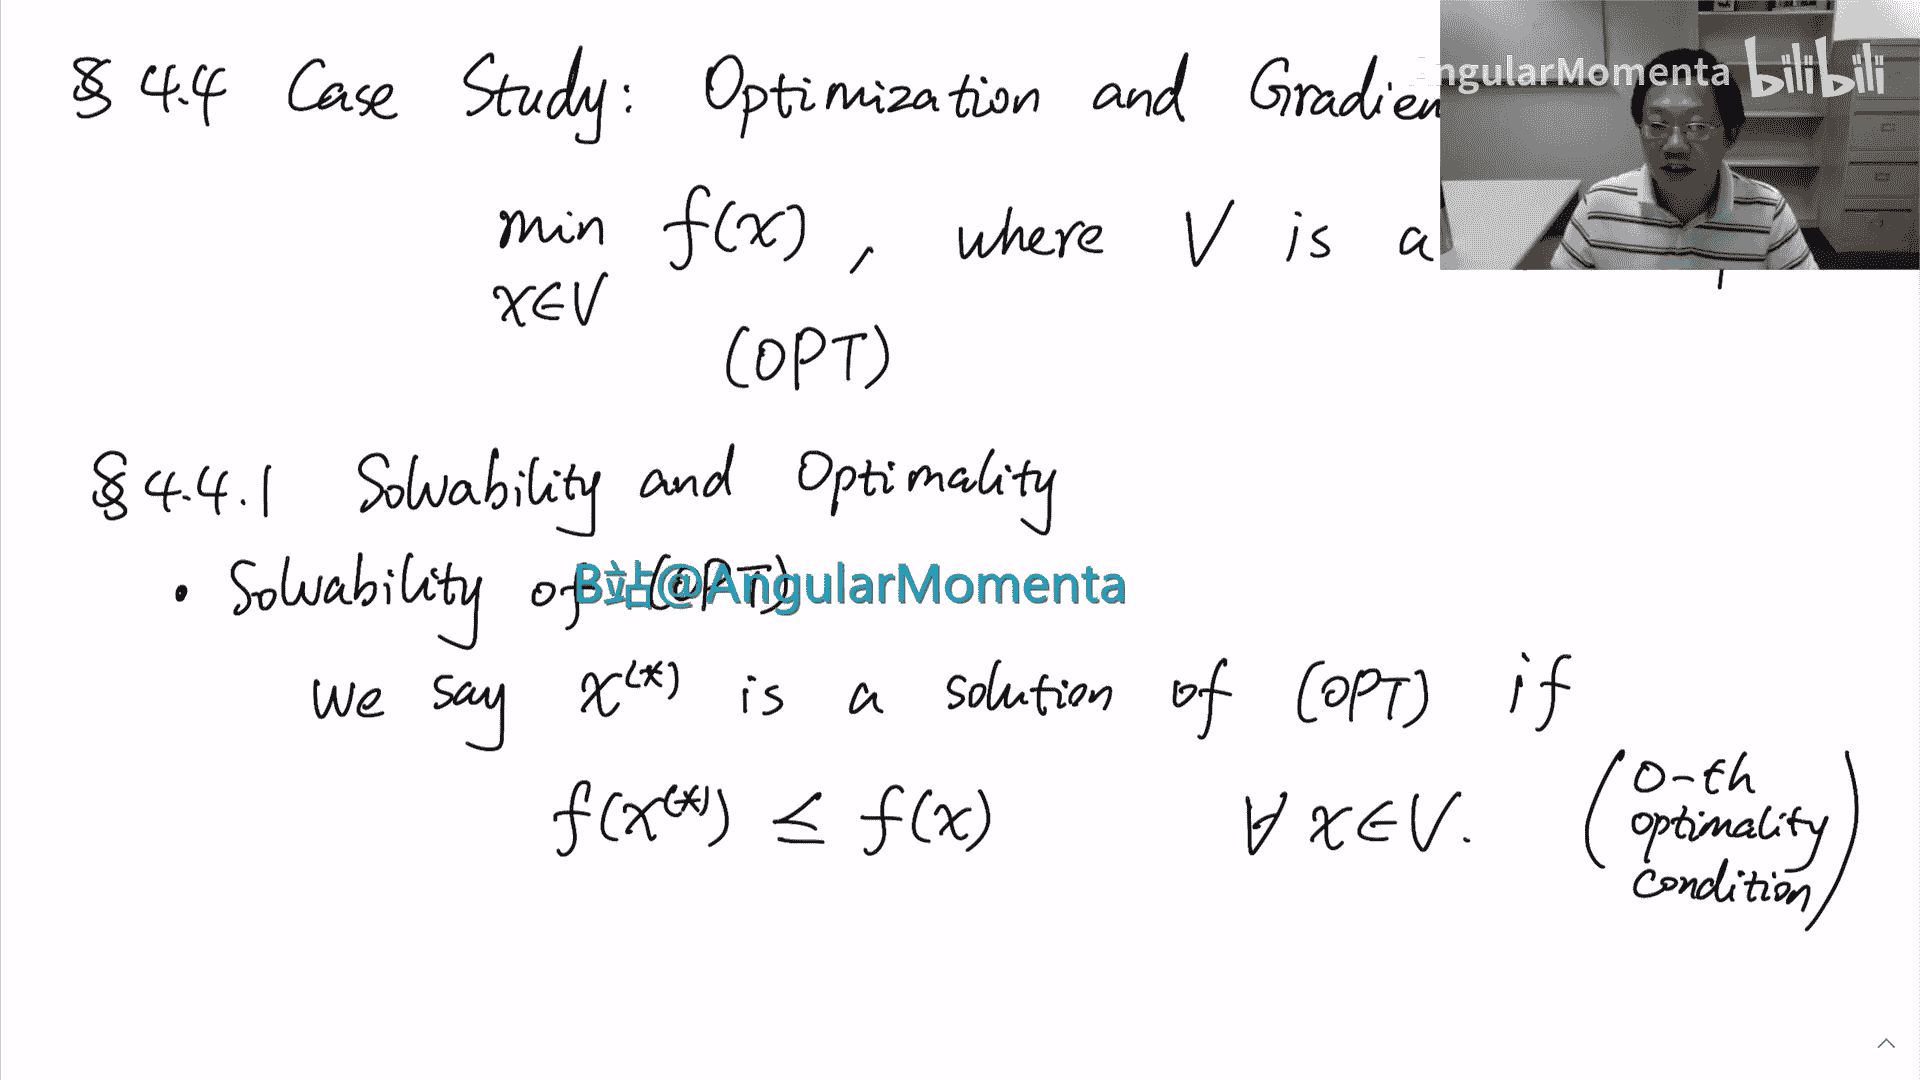 § 4.4 Case Study: Optimization and Gradien
ngularMomenta bilibili
min f(x), where V is a
x∈V
(OPT)
§ 4.4.1 Solvability and Optimality
• Solvability of (OPT)
B站@AngularMomenta
We say x^(*) is a solution of (OPT) if
f(x^(*)) ≤ f(x) ∀ x∈V. (0-th optimality condition)